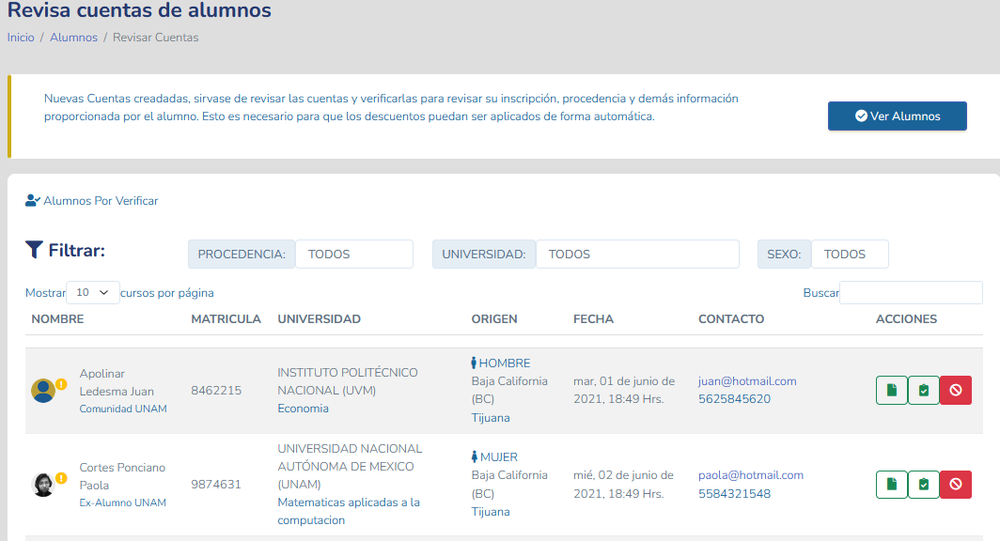 Revisa cuentas de alumnos
Inicio / Alumnos / Revisar Cuentas
Nuevas Cuentas creadadas, sirvase de revisar las cuentas y verificarlas para revisar su inscripción, procedencia y demás información
proporcionada por el alumno. Esto es necesario para que los descuentos puedan ser aplicados de forma automática.
Ver Alumnos
Alumnos Por Verificar
Filtrar:
PROCEDENCIA: TODOS
UNIVERSIDAD: TODOS
SEXO: TODOS
Mostrar 10 cursos por página
Buscar
NOMBRE MATRICULA UNIVERSIDAD ORIGEN FECHA CONTACTO ACCIONES
Apolinar
Ledesma Juan
Comunidad UNAM
8462215
INSTITUTO POLITÉCNICO
NACIONAL (UVM)
Economia
HOMBRE
Baja California
(BC)
Tijuana
mar, 01 de junio de
2021, 18:49 Hrs.
juan@hotmail.com
5625845620
Cortes Ponciano
Paola
Ex-Alumno UNAM
9874631
UNIVERSIDAD NACIONAL
AUTÓNOMA DE MEXICO
(UNAM)
Matematicas aplicadas a la
computacion
MUJER
Baja California
(BC)
Tijuana
mié, 02 de junio de
2021, 18:49 Hrs.
paola@hotmail.com
5584321548